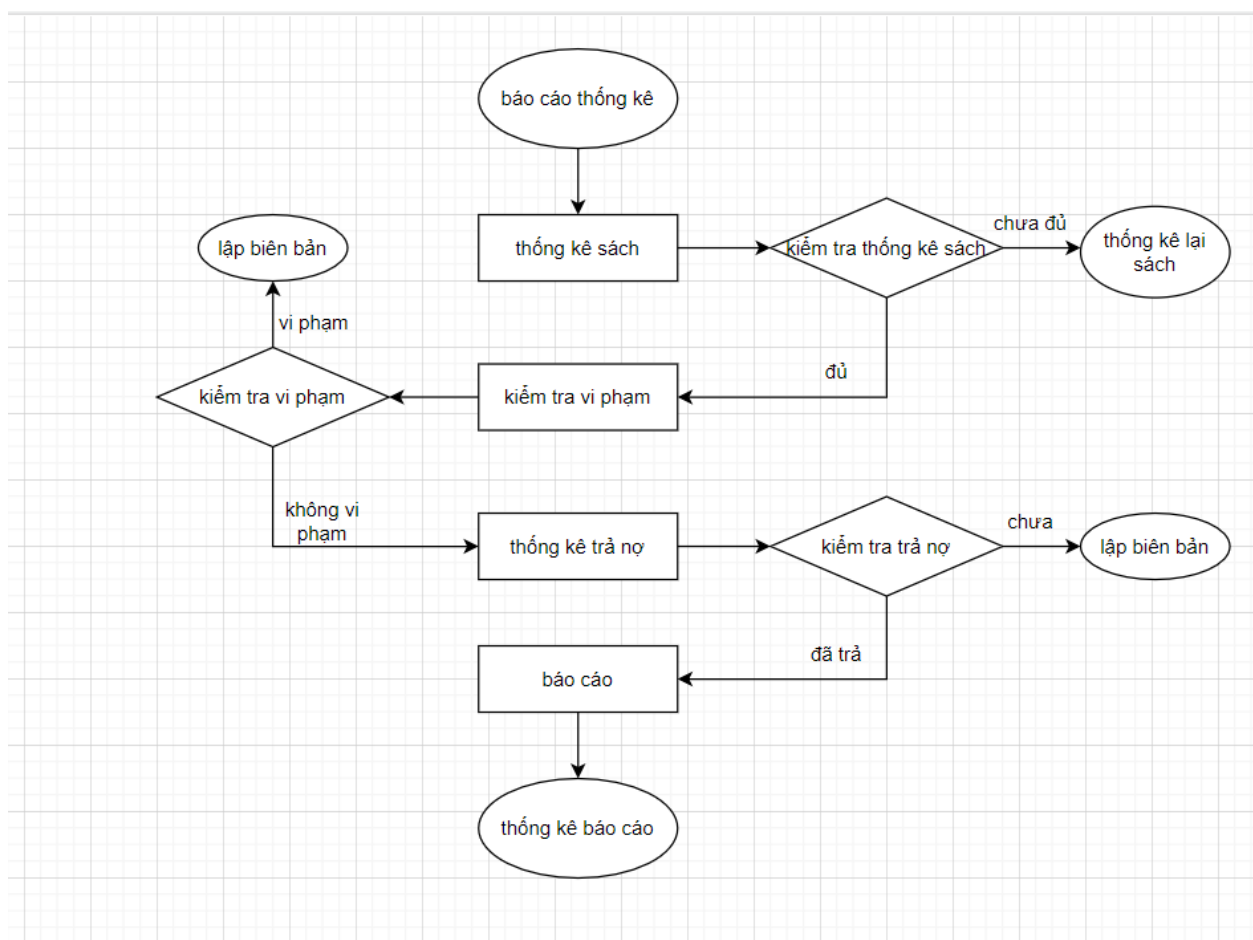 báo cáo thống kê
thống kê sách
kiểm tra thống kê sách
chưa đủ
thống kê lại
sách
lập biên bản
vi phạm
đủ
kiểm tra vi phạm
kiểm tra vi phạm
không vi
phạm
thống kê trả nợ
kiểm tra trả nợ
chưa
lập biên bản
đã trả
báo cáo
thống kê báo cáo